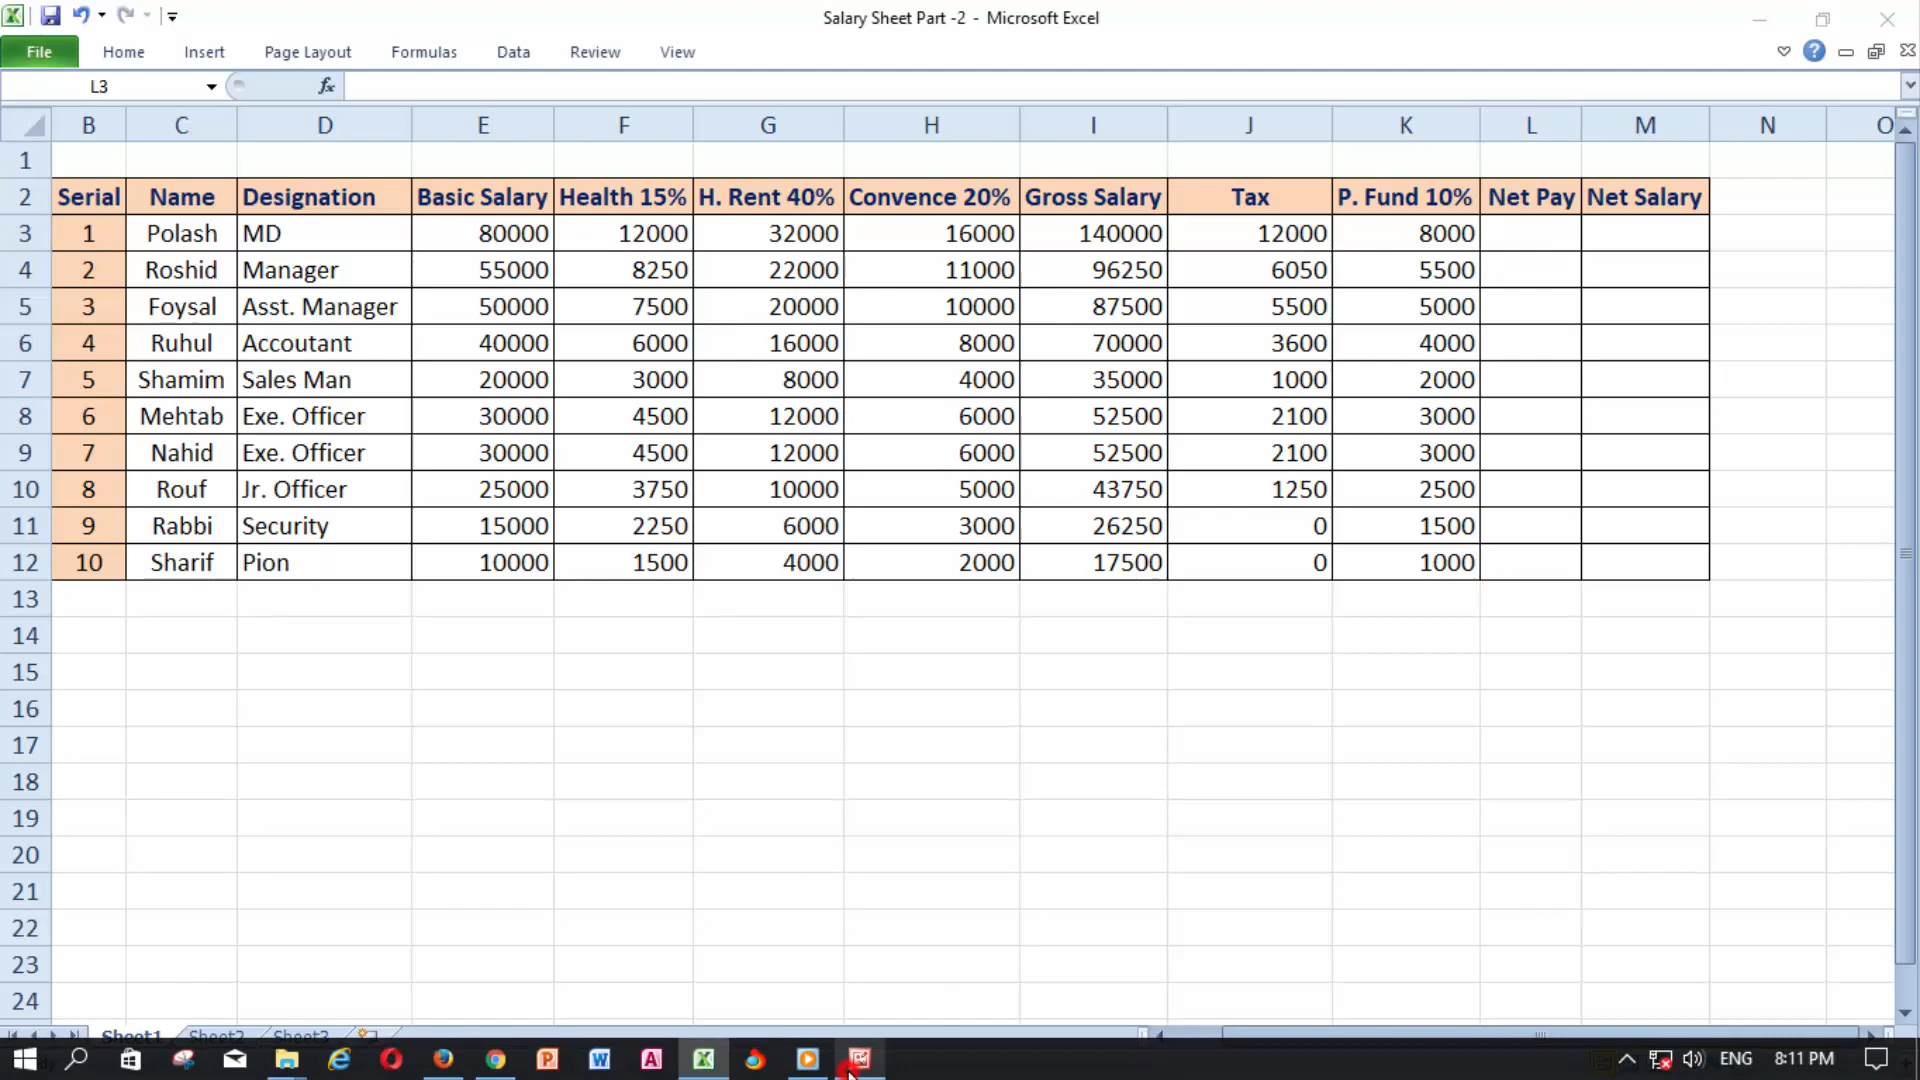 Salary Sheet Part -2 - Microsoft Excel
File Home Insert Page Layout Formulas Data Review View
L3 fx
B C D E F G H I J K L M N O
1
2 Serial Name Designation Basic Salary Health 15% H. Rent 40% Convence 20% Gross Salary Tax P. Fund 10% Net Pay Net Salary
3 1 Polash MD 80000 12000 32000 16000 140000 12000 8000
4 2 Roshid Manager 55000 8250 22000 11000 96250 6050 5500
5 3 Foysal Asst. Manager 50000 7500 20000 10000 87500 5500 5000
6 4 Ruhul Accoutant 40000 6000 16000 8000 70000 3600 4000
7 5 Shamim Sales Man 20000 3000 8000 4000 35000 1000 2000
8 6 Mehtab Exe. Officer 30000 4500 12000 6000 52500 2100 3000
9 7 Nahid Exe. Officer 30000 4500 12000 6000 52500 2100 3000
10 8 Rouf Jr. Officer 25000 3750 10000 5000 43750 1250 2500
11 9 Rabbi Security 15000 2250 6000 3000 26250 0 1500
12 10 Sharif Pion 10000 1500 4000 2000 17500 0 1000
13
14
15
16
17
18
19
20
21
22
23
24
Sheet1 Sheet2 Sheet3
ENG 8:11 PM